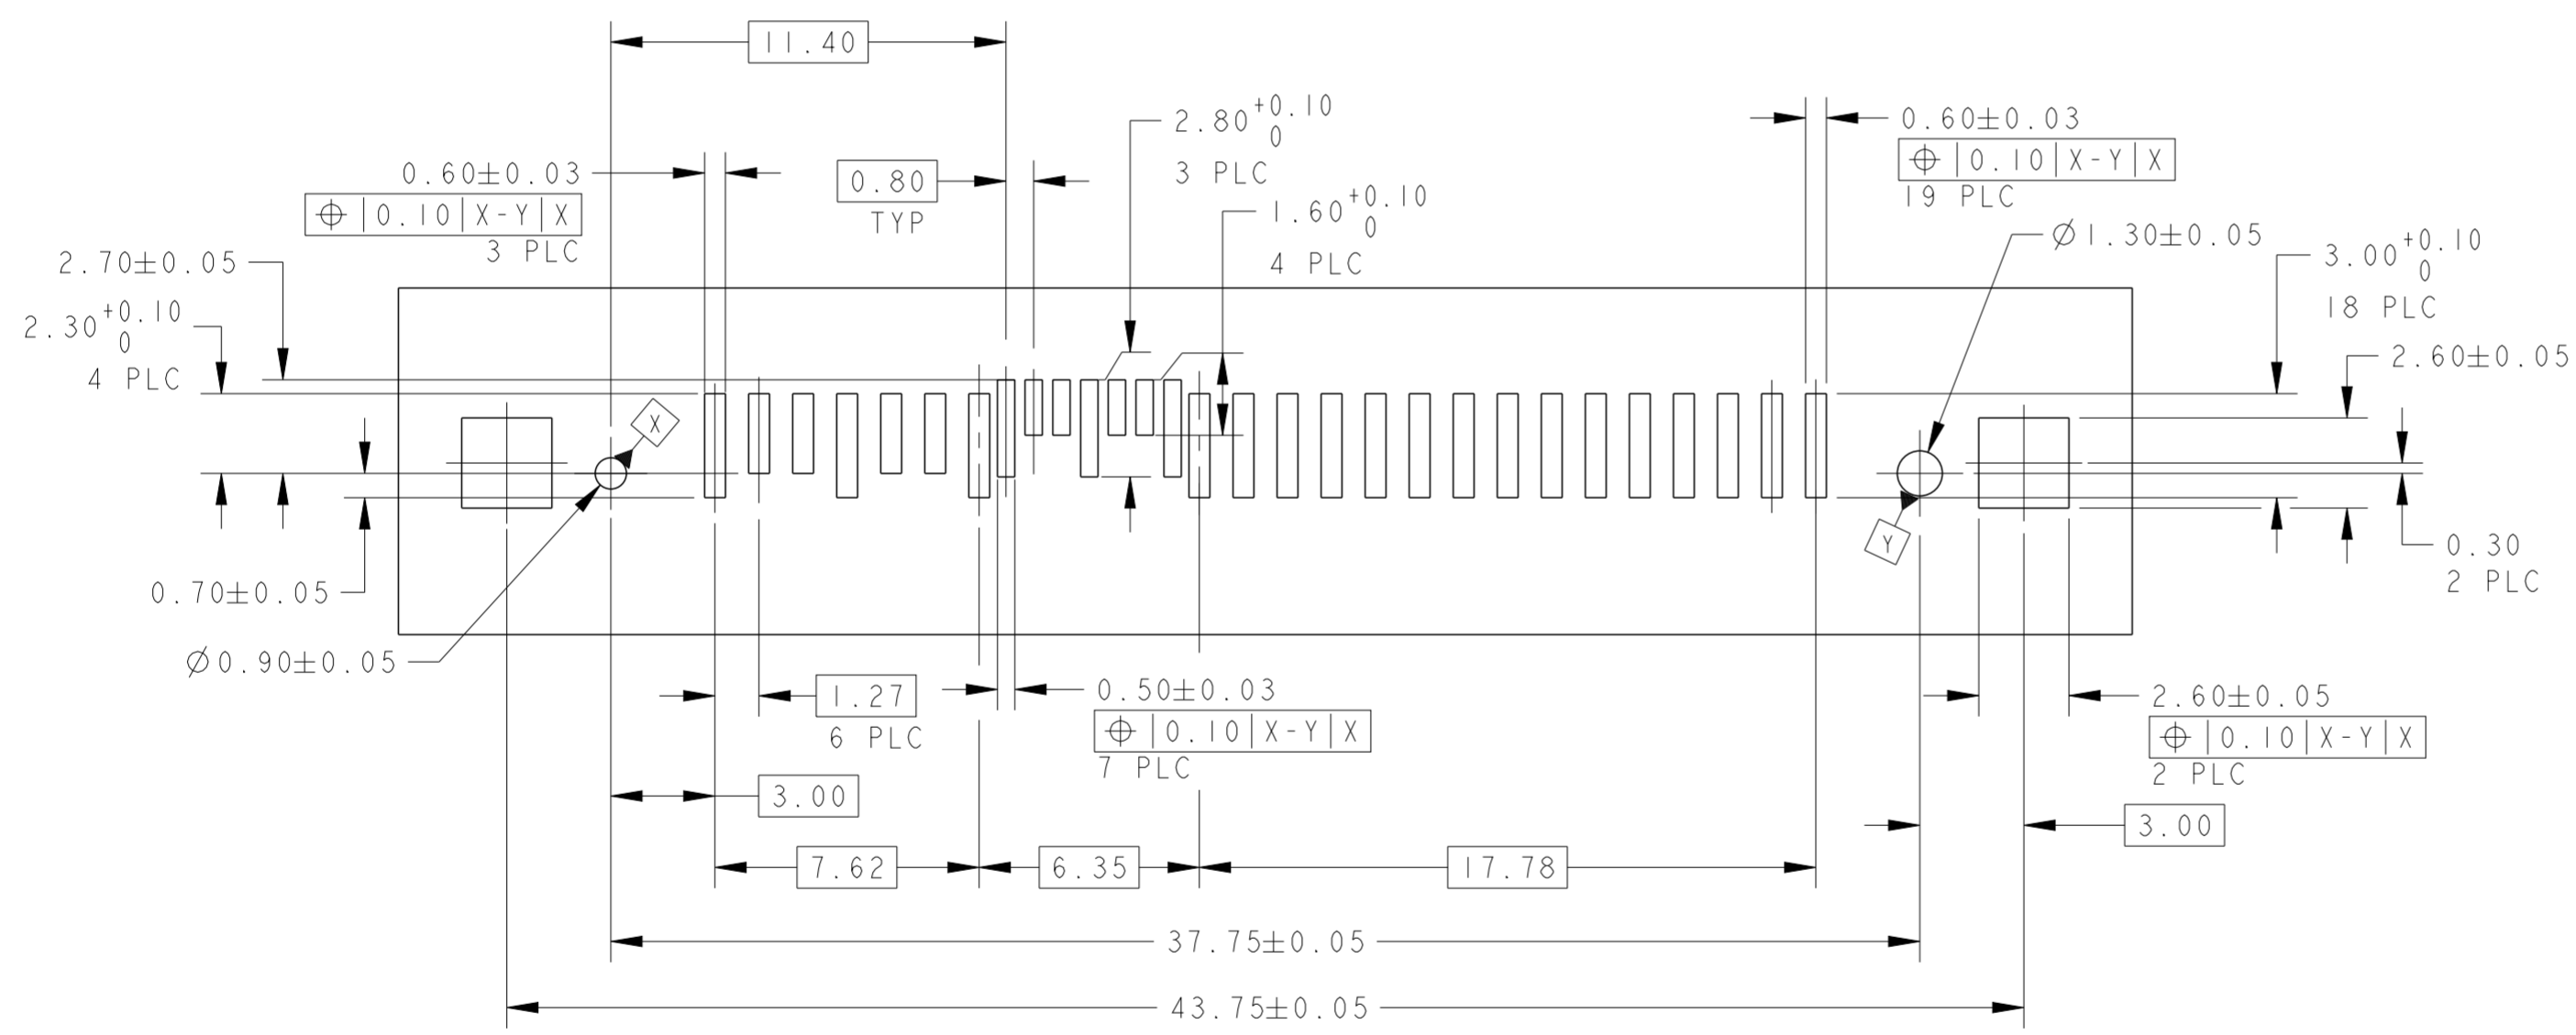 11.40
2.80 +0.10
0
3 PLC
0.60±0.03
⌖ 0.10 X-Y X
19 PLC
0.60±0.03
⌖ 0.10 X-Y X
3 PLC
0.80
TYP
1.60 +0.10
0
4 PLC
Ø1.30±0.05
3.00 +0.10
0
18 PLC
2.70±0.05
2.30 +0.10
0
4 PLC
2.60±0.05
X
Y
0.30
2 PLC
0.70±0.05
Ø0.90±0.05
1.27
6 PLC
0.50±0.03
⌖ 0.10 X-Y X
7 PLC
2.60±0.05
⌖ 0.10 X-Y X
2 PLC
3.00
3.00
7.62
6.35
17.78
37.75±0.05
43.75±0.05